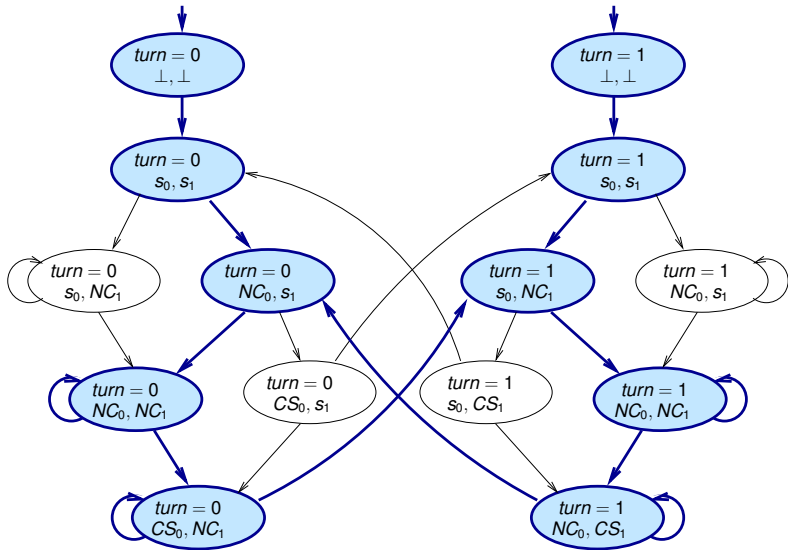 turn = 0
⊥, ⊥
turn = 1
⊥, ⊥
turn = 0
s₀, s₁
turn = 1
s₀, s₁
turn = 0
s₀, NC₁
turn = 0
NC₀, s₁
turn = 1
s₀, NC₁
turn = 1
NC₀, s₁
turn = 0
NC₀, NC₁
turn = 0
CS₀, s₁
turn = 1
s₀, CS₁
turn = 1
NC₀, NC₁
turn = 0
CS₀, NC₁
turn = 1
NC₀, CS₁